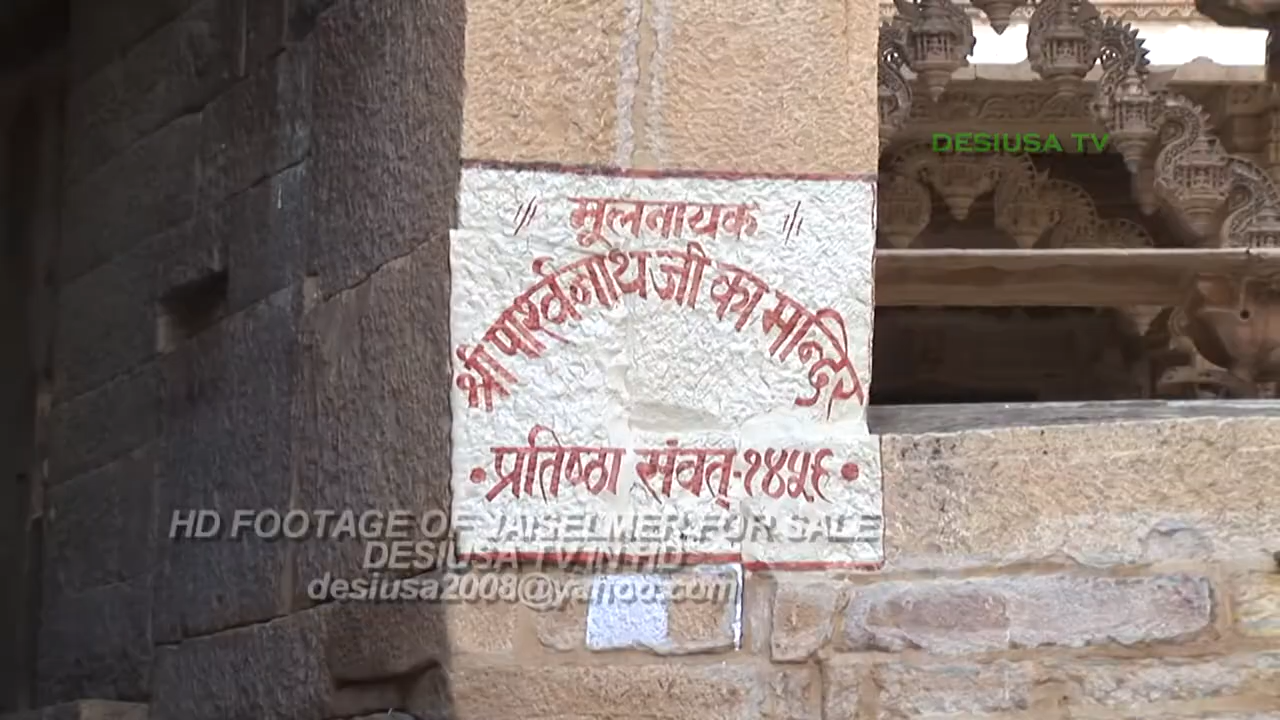 DESIUSA TV
॥ मूलनायक ॥
श्री पार्श्वनाथ जी का मन्दिर
• प्रतिष्ठा संवत्-१४५६ •
HD FOOTAGE OF JAISELMER FOR SALE
DESIUSA TV IN HD
desiusa2008@yahoo.com